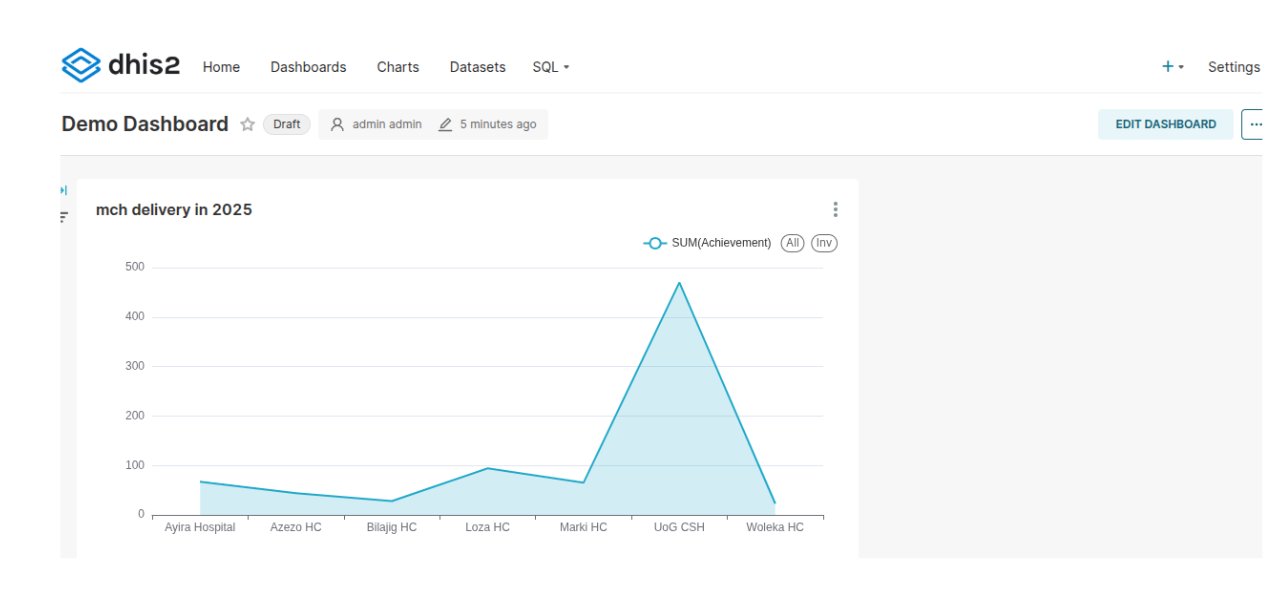 dhis2 Home Dashboards Charts Datasets SQL + Settings
Demo Dashboard Draft admin admin 5 minutes ago EDIT DASHBOARD ...
mch delivery in 2025
SUM(Achievement) All Inv
500
400
300
200
100
0
Ayira Hospital Azezo HC Bilajig HC Loza HC Marki HC UoG CSH Woleka HC